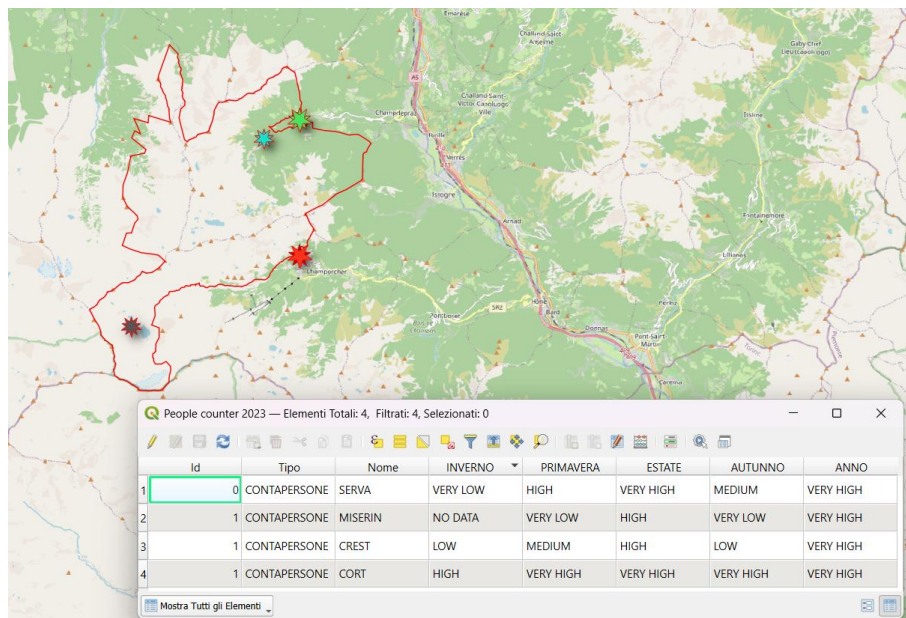 Emarèse
Challand-Saint-
Anselme
Gaby Chef-
A5
Challand-Saint-
Victor Capoluogo
- Ville
Champdepraz
Issime
Verrès
Issogne
Arnad
Fontainemore
Lillianes
Champorcher
SR2
Hône
Bard
Perloz
Pontboset
Donnas
Pont-Saint-
Martin
Carema
People counter 2023 — Elementi Totali: 4, Filtrati: 4, Selezionati: 0
Id Tipo Nome INVERNO PRIMAVERA ESTATE AUTUNNO ANNO
1 0 CONTAPERSONE SERVA VERY LOW HIGH VERY HIGH MEDIUM VERY HIGH
2 1 CONTAPERSONE MISERIN NO DATA VERY LOW HIGH VERY LOW VERY HIGH
3 1 CONTAPERSONE CREST LOW MEDIUM HIGH LOW VERY HIGH
4 1 CONTAPERSONE CORT HIGH VERY HIGH VERY HIGH VERY HIGH VERY HIGH
Mostra Tutti gli Elementi